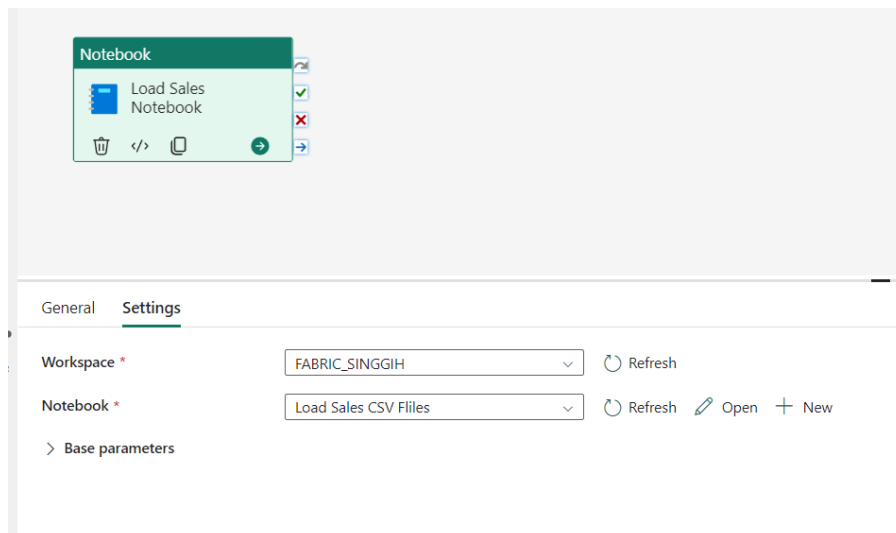 Notebook
Load Sales
Notebook
General Settings
Workspace * FABRIC_SINGGIH Refresh
Notebook * Load Sales CSV Fliles Refresh Open New
Base parameters